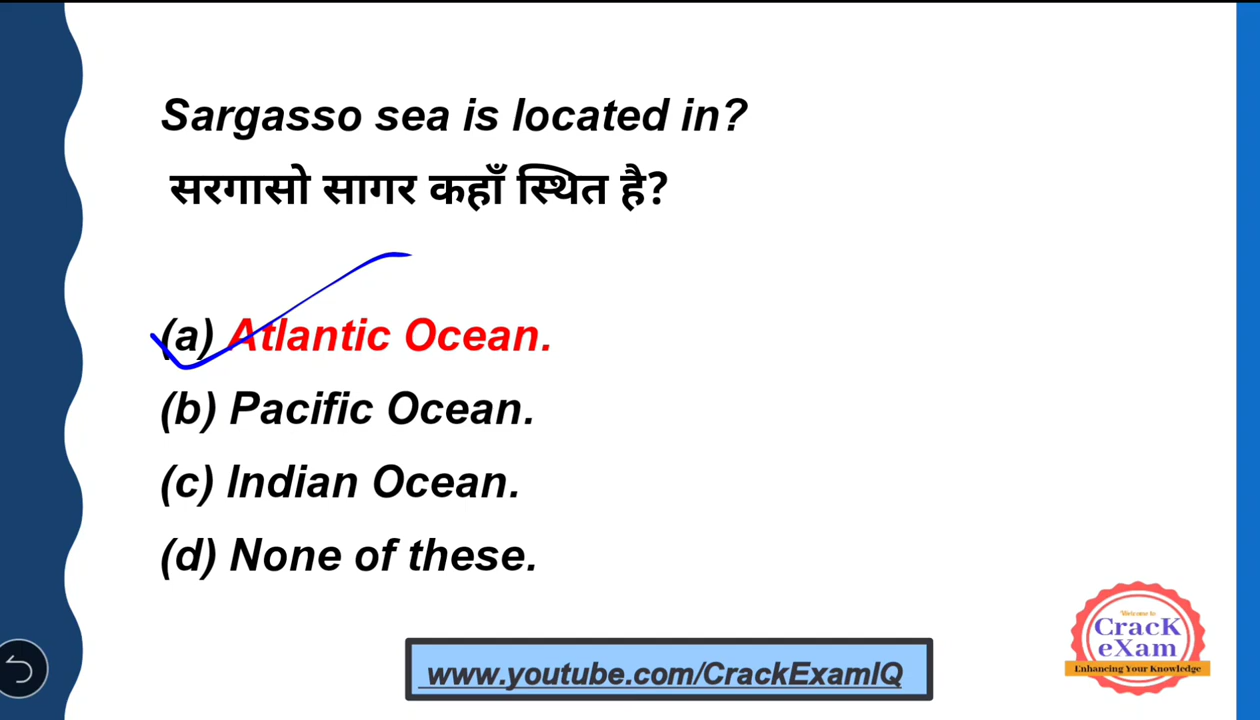 Sargasso sea is located in?
सरगासो सागर कहाँ स्थित है?
(a) Atlantic Ocean.
(b) Pacific Ocean.
(c) Indian Ocean.
(d) None of these.
www.youtube.com/CrackExamIQ
Welcome to
CracK
eXam
Enhancing Your Knowledge